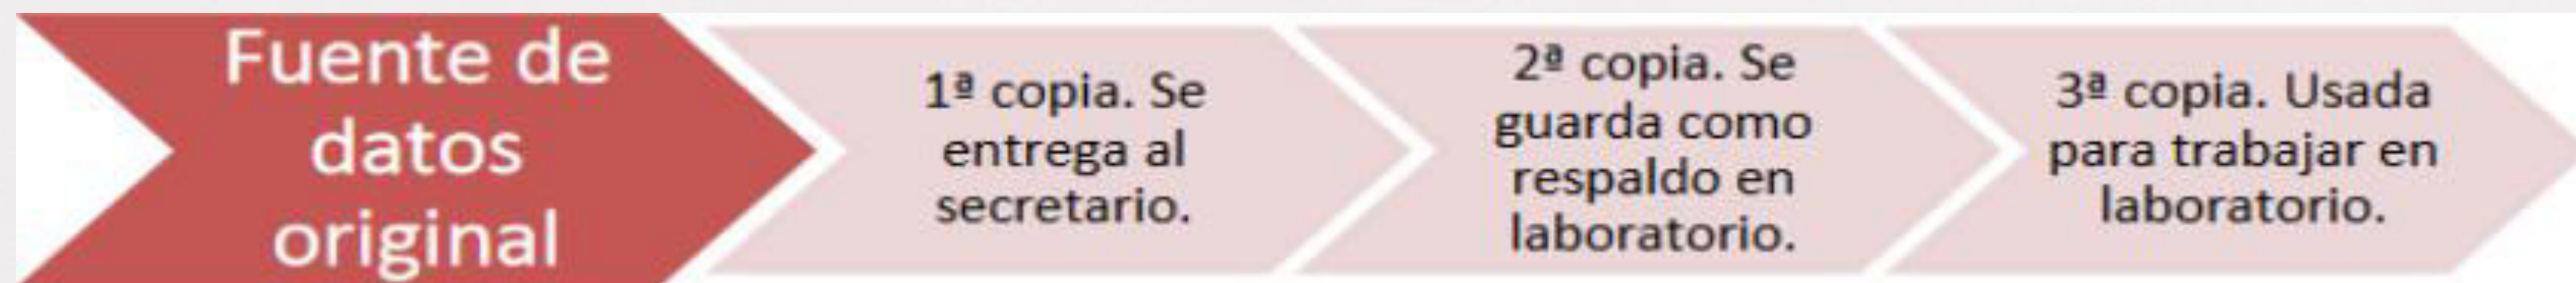 Fuente de
datos
original
1ª copia. Se
entrega al
secretario.
2ª copia. Se
guarda como
respaldo en
laboratorio.
3ª copia. Usada
para trabajar en
laboratorio.